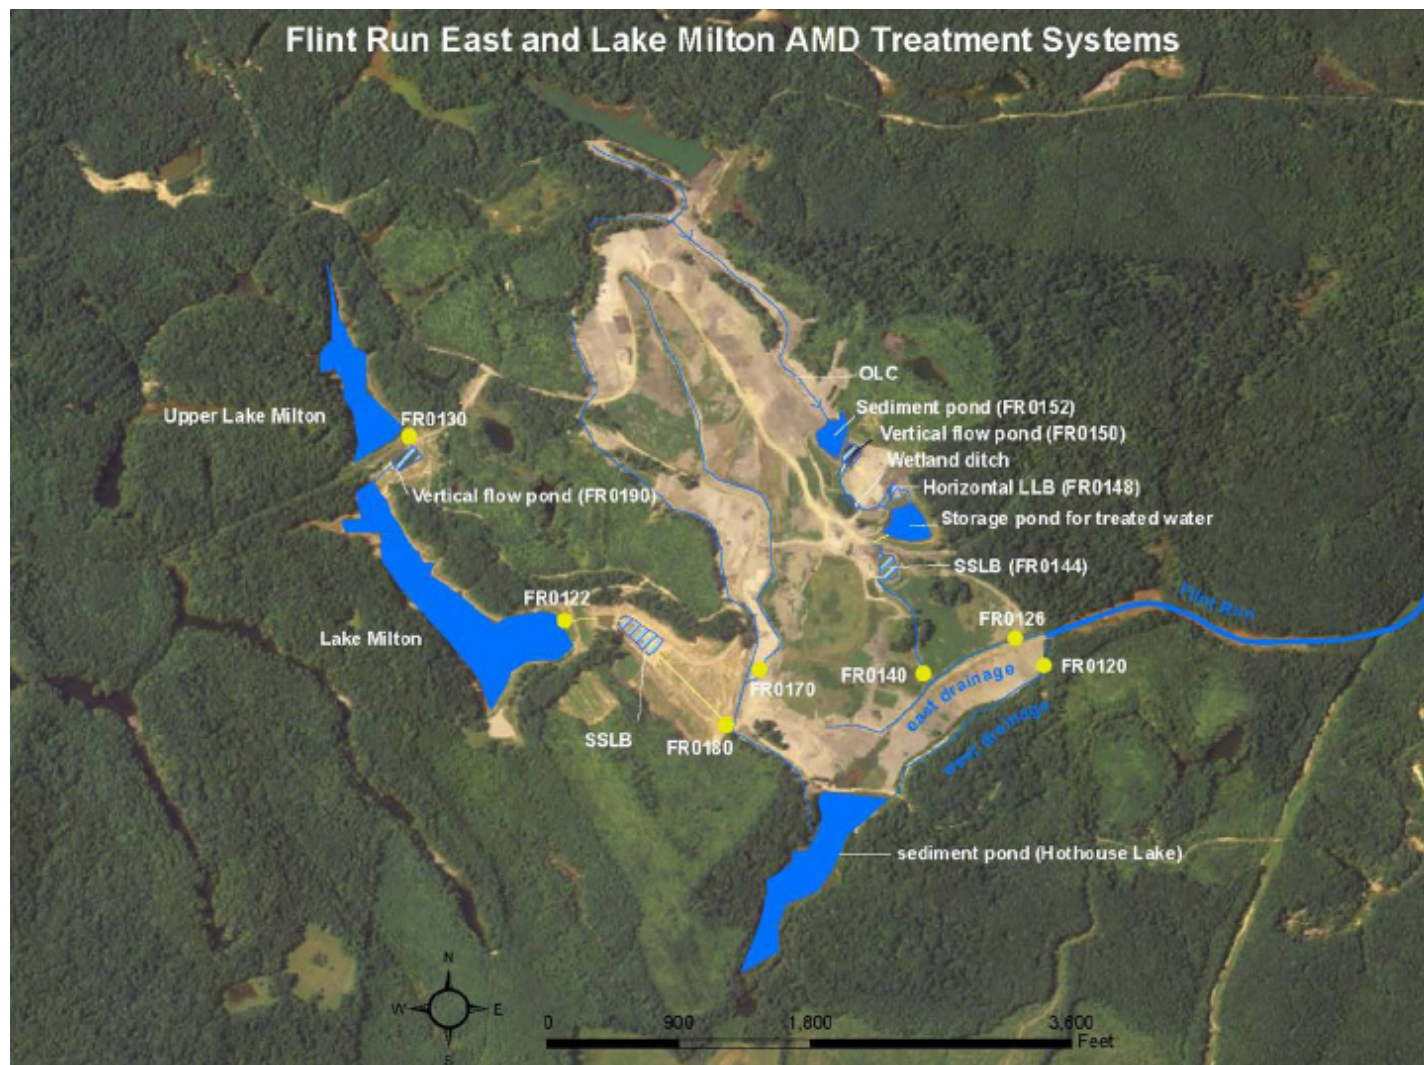 Flint Run East and Lake Milton AMD Treatment Systems
OLC
Sediment pond (FR0152)
Upper Lake Milton
FR0130
Vertical flow pond (FR0150)
Wetland ditch
Vertical flow pond (FR0190)
Horizontal LLB (FR0148)
Storage pond for treated water
SSLB (FR0144)
FR0122
Flint Run
FR0126
Lake Milton
FR0170
FR0140
FR0120
east drainage
west drainage
SSLB
FR0180
sediment pond (Hothouse Lake)
N
W E
S
0 900 1,800 3,600
Feet